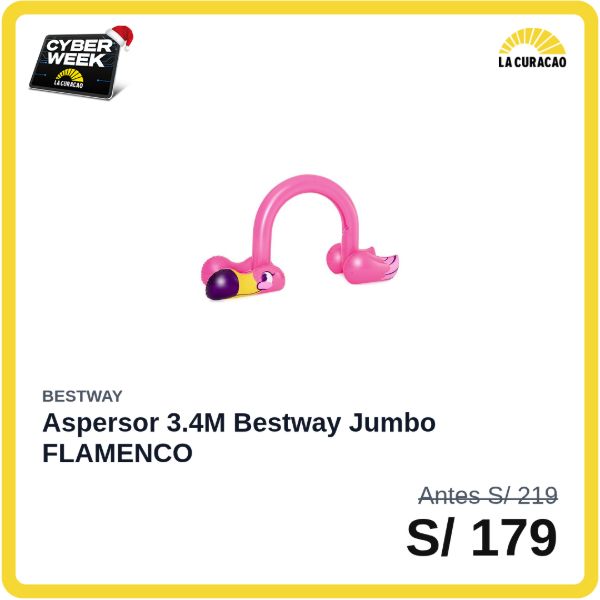 CYBER
WEEK
LA CURACAO
LA CURACAO
BESTWAY
Aspersor 3.4M Bestway Jumbo
FLAMENCO
Antes S/ 219
S/ 179